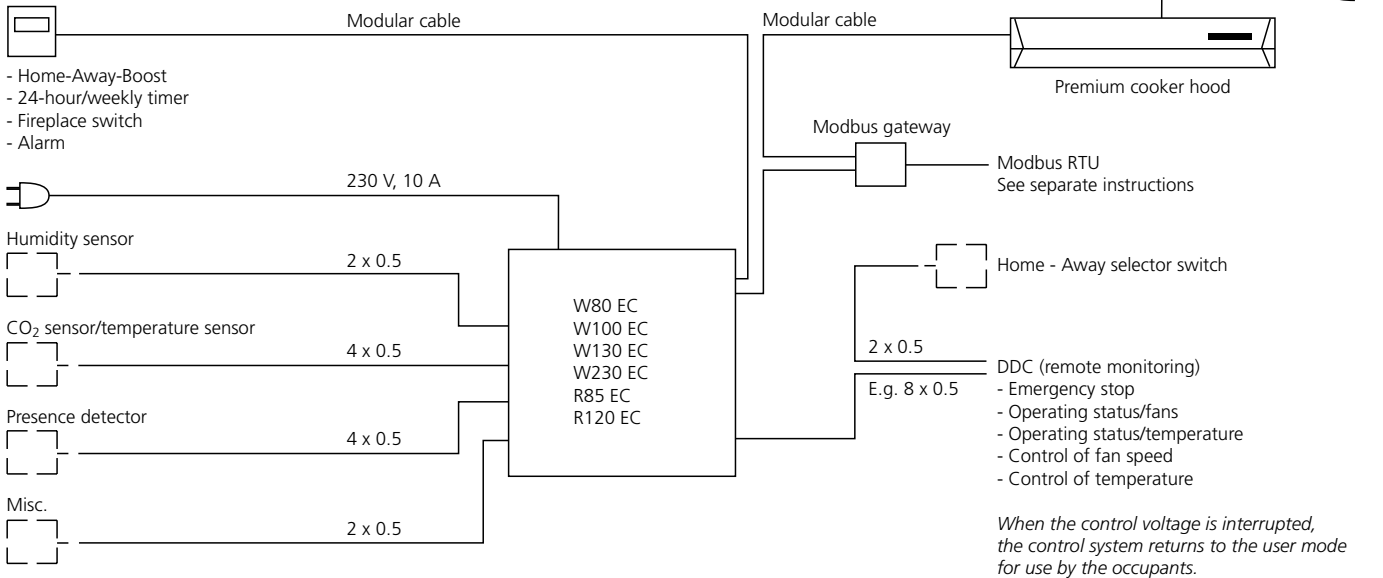 Modular cable
Modular cable
- Home-Away-Boost
- 24-hour/weekly timer
- Fireplace switch
- Alarm
Premium cooker hood
Modbus gateway
Modbus RTU
See separate instructions
230 V, 10 A
Humidity sensor
2 x 0.5
CO₂ sensor/temperature sensor
4 x 0.5
Presence detector
4 x 0.5
Misc.
2 x 0.5
W80 EC
W100 EC
W130 EC
W230 EC
R85 EC
R120 EC
Home - Away selector switch
2 x 0.5
E.g. 8 x 0.5
DDC (remote monitoring)
- Emergency stop
- Operating status/fans
- Operating status/temperature
- Control of fan speed
- Control of temperature
When the control voltage is interrupted,
the control system returns to the user mode
for use by the occupants.